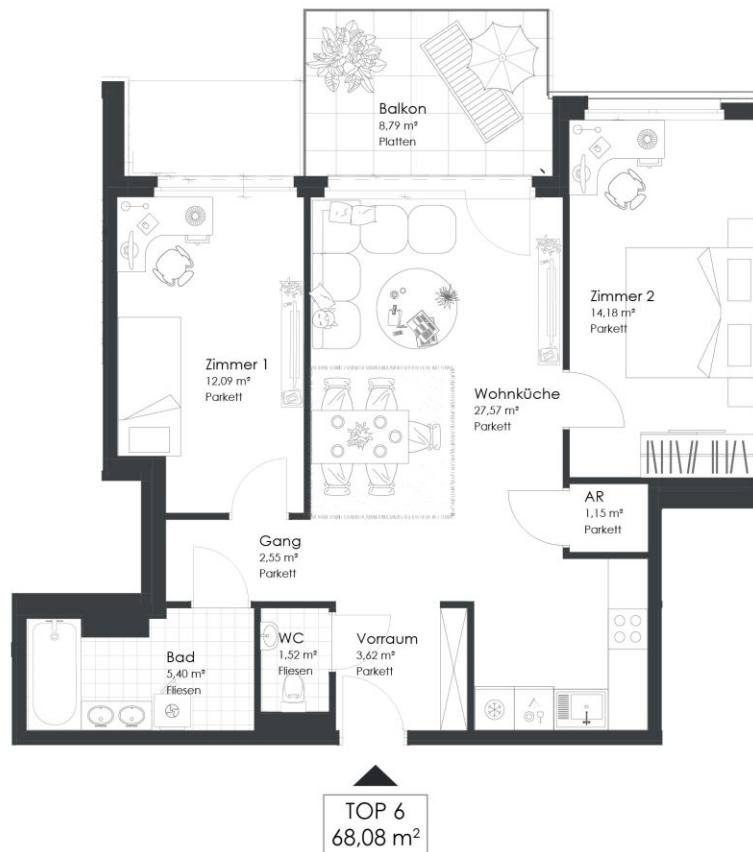 Balkon
8,79 m²
Platten
Zimmer 2
14,18 m²
Parkett
Zimmer 1
12,09 m²
Parkett
Wohnküche
27,57 m²
Parkett
AR
1,15 m²
Parkett
Gang
2,55 m²
Parkett
Bad
5,40 m²
Fliesen
WC
1,52 m²
Fliesen
Vorraum
3,62 m²
Parkett
TOP 6
68,08 m²